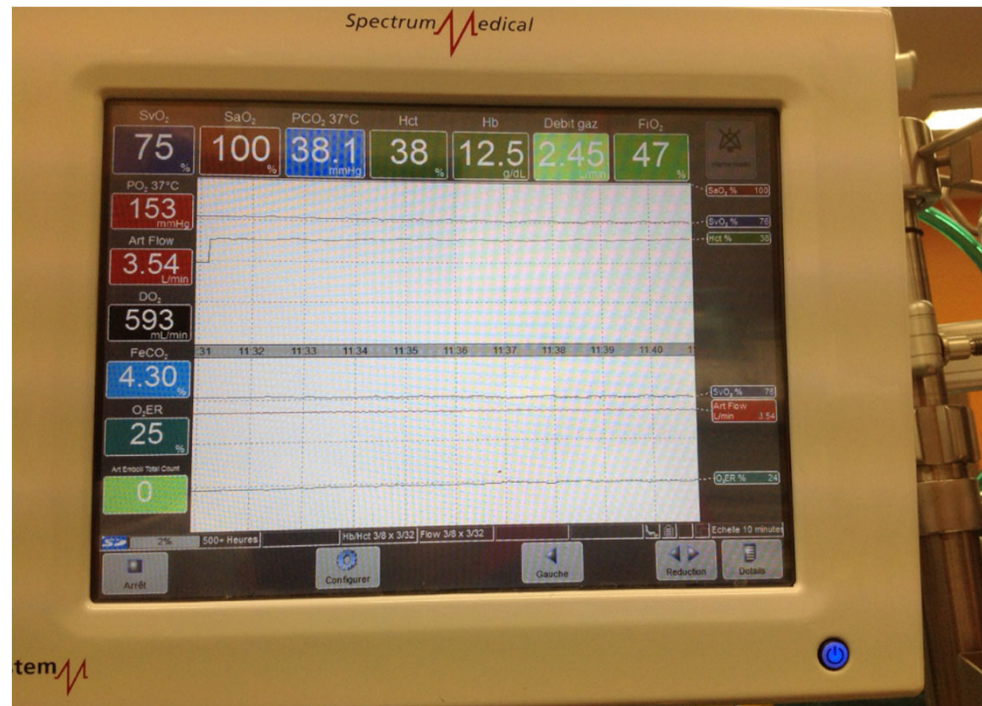 Spectrum Medical
SvO₂ SaO₂ PCO₂ 37°C Hct Hb Debit gaz FiO₂
75 % 100 % 38.1 mmHg 38 % 12.5 g/dL 2.45 L/min 47 %
PO₂ 37°C
153 mmHg
Art Flow
3.54 L/min
DO₂
593 mL/min
FeCO₂
4.30 %
O₂ER
25 %
Art Emboli Total Count
0
SaO₂ % 100
SvO₂ % 76
Hct % 38
31 11:32 11:33 11:34 11:35 11:36 11:37 11:38 11:39 11:40
SvO₂ % 76
Art Flow
L/min 3.54
O₂ER % 24
2% 500+ Heures Hb/Hct 3/8 x 3/32 Flow 3/8 x 3/32 Echelle 10 minutes
Arrêt Configurer Gauche Reduction Details
tem